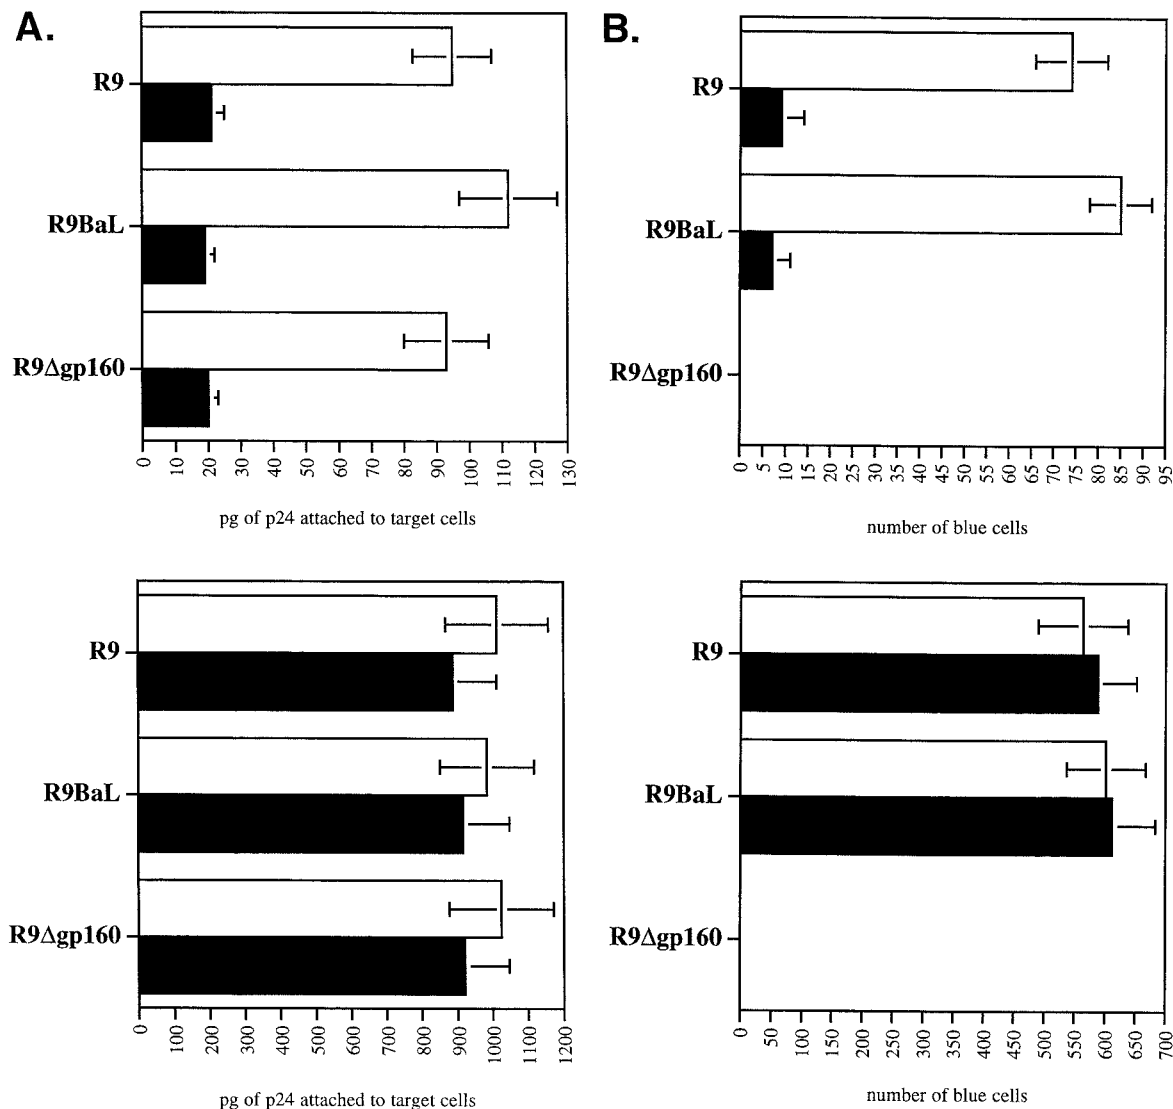 A.
R9
R9BaL
R9Δgp160
0 10 20 30 40 50 60 70 80 90 100 110 120 130
pg of p24 attached to target cells
B.
R9
R9BaL
R9Δgp160
0 5 10 15 20 25 30 35 40 45 50 55 60 65 70 75 80 85 90 95
number of blue cells
R9
R9BaL
R9Δgp160
0 100 200 300 400 500 600 700 800 900 1000 1100 1200
pg of p24 attached to target cells
R9
R9BaL
R9Δgp160
0 50 100 150 200 250 300 350 400 450 500 550 600 650 700
number of blue cells